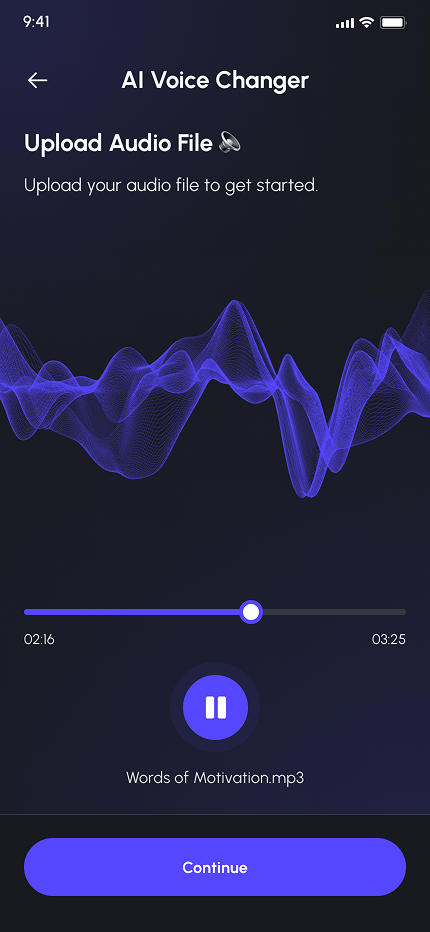 9:41
AI Voice Changer
Upload Audio File 🔈
Upload your audio file to get started.
02:16 03:25
Words of Motivation.mp3
Continue